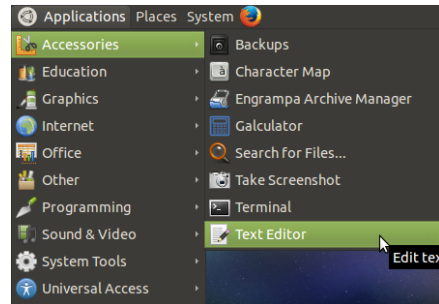 Applications Places System
Accessories
Education
Graphics
Internet
Office
Other
Programming
Sound & Video
System Tools
Universal Access
Backups
Character Map
Engrampa Archive Manager
Galculator
Search for Files...
Take Screenshot
Terminal
Text Editor
Edit tex